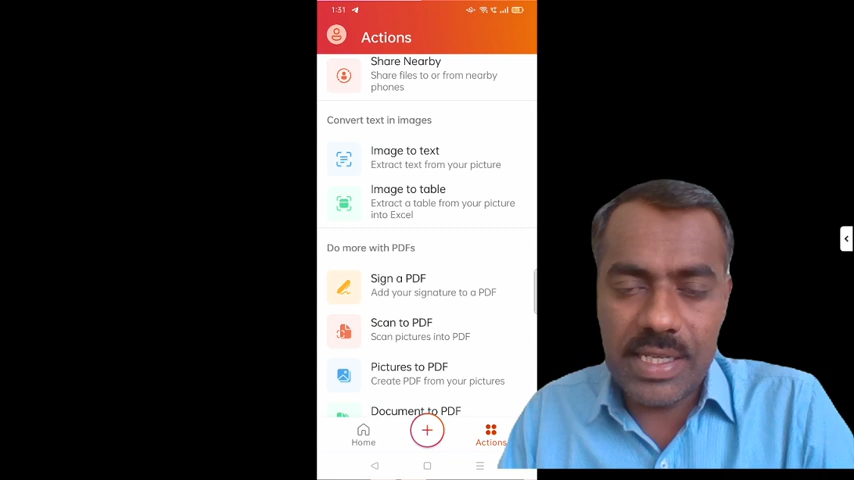 1:31
Actions
Share Nearby
Share files to or from nearby
phones
Convert text in images
Image to text
Extract text from your picture
Image to table
Extract a table from your picture
into Excel
Do more with PDFs
Sign a PDF
Add your signature to a PDF
Scan to PDF
Scan pictures into PDF
Pictures to PDF
Create PDF from your pictures
Document to PDF
Home
Actions